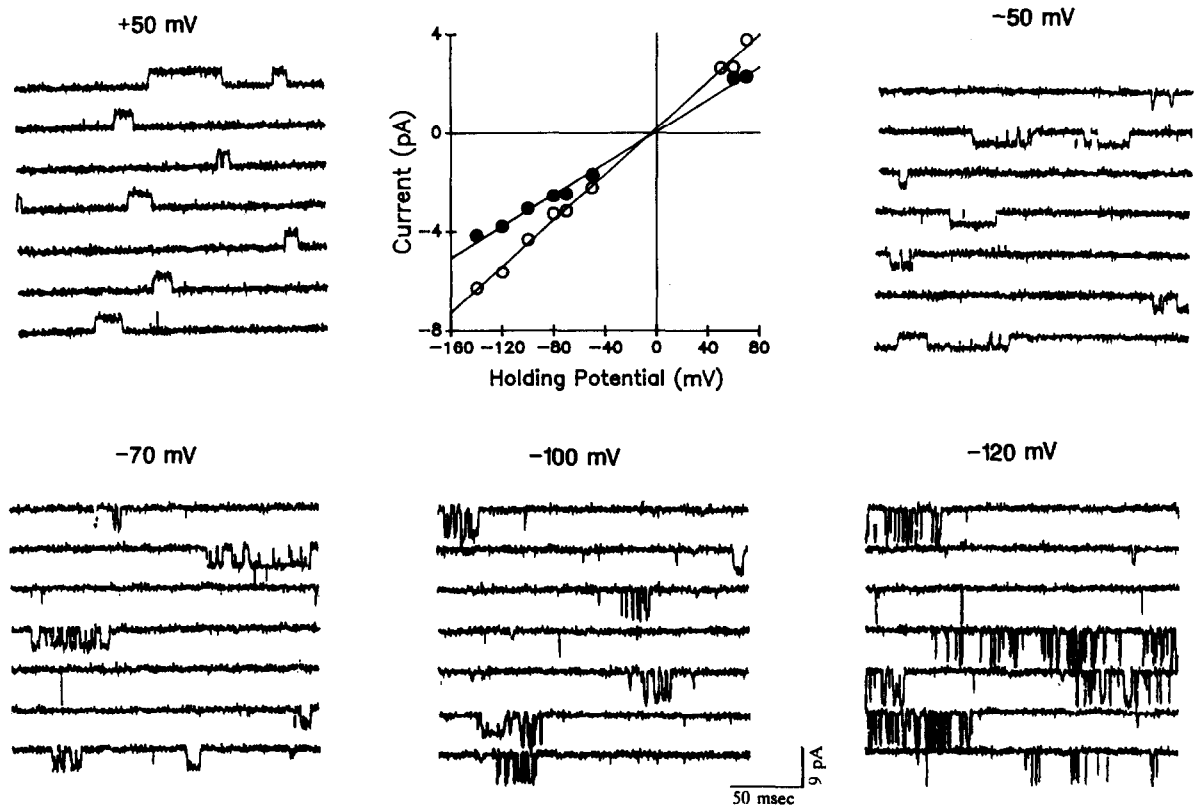 +50 mV
-50 mV
4
0
-4
-8
Current (pA)
-160 -120 -80 -40 0 40 80
Holding Potential (mV)
-70 mV
-100 mV
-120 mV
9 pA
50 msec